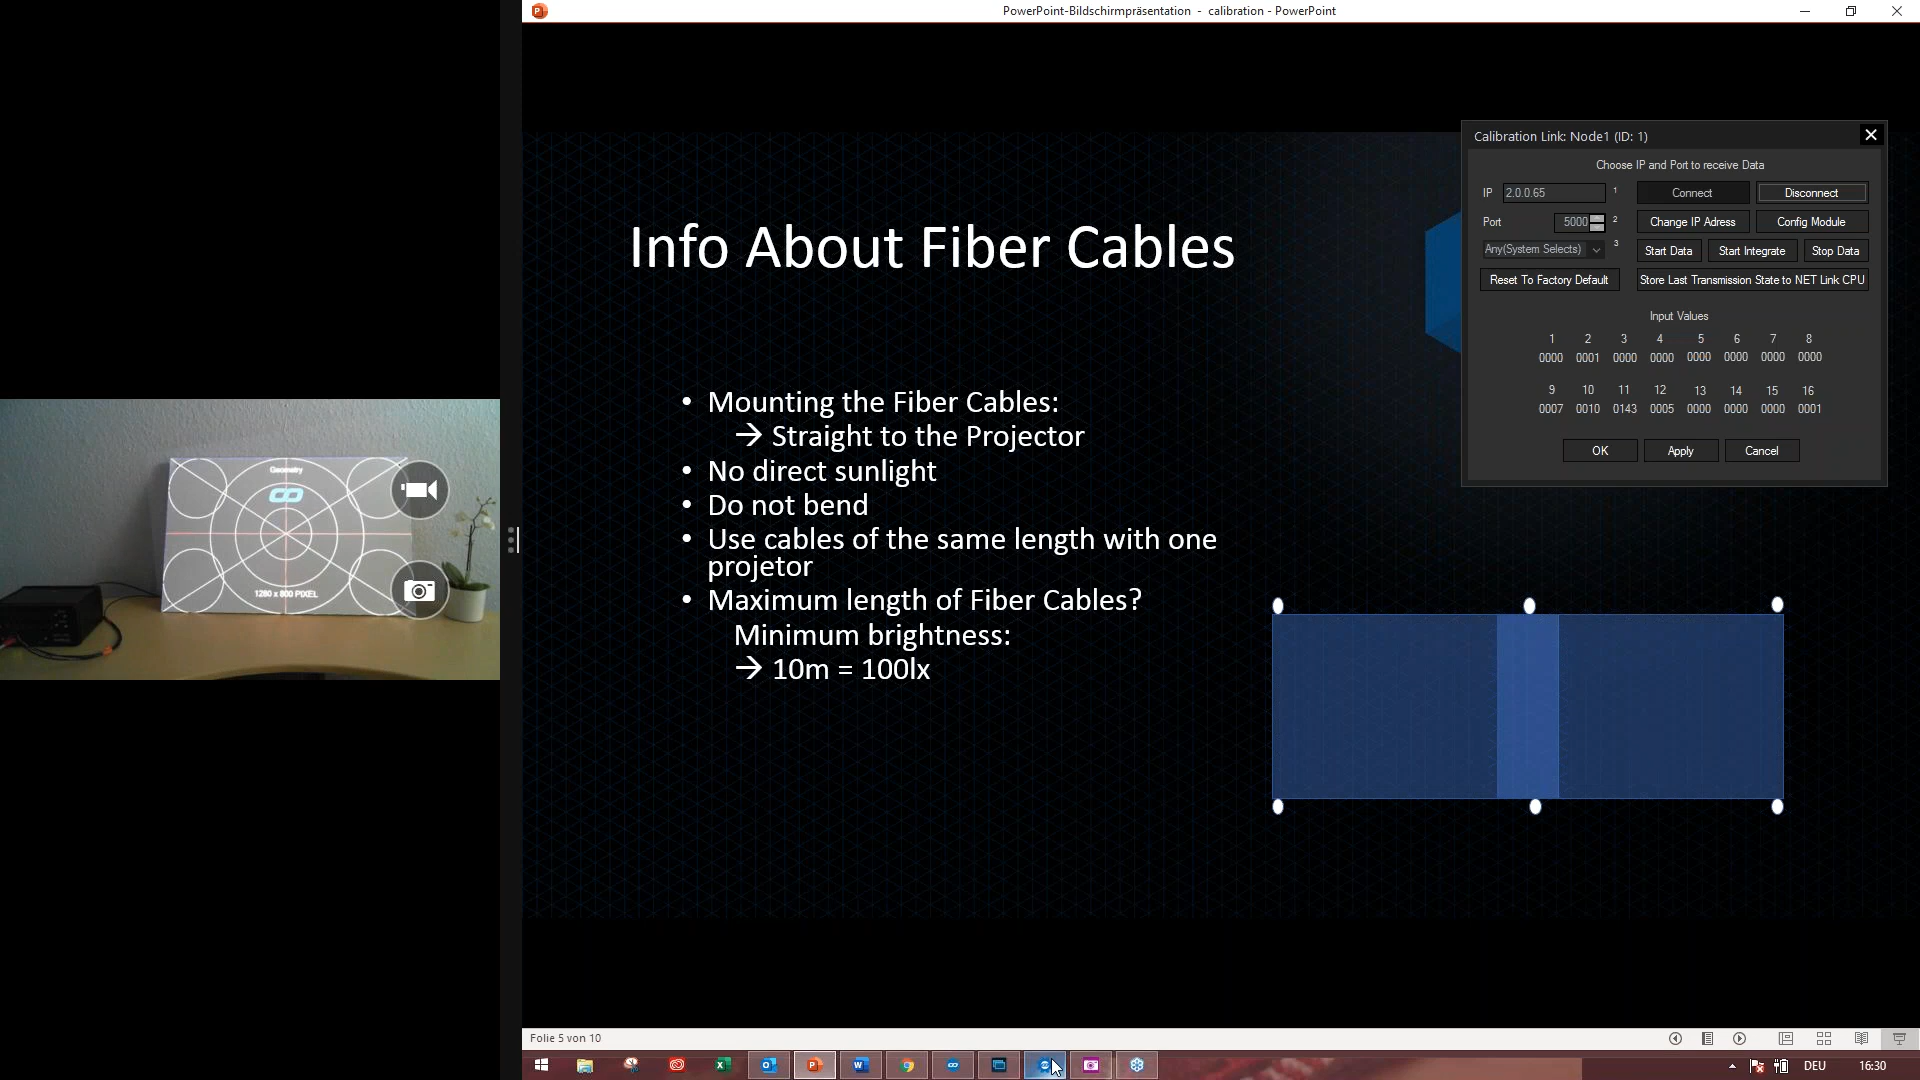 PowerPoint-Bildschirmpräsentation - calibration - PowerPoint
Calibration Link: Node1 (ID: 1)
Choose IP and Port to receive Data
IP 2.0.0.65 1 Connect Disconnect
Port 5000 2 Change IP Adress Config Module
Any(System Selects) 3 Start Data Start Integrate Stop Data
Reset To Factory Default Store Last Transmission State to NET Link CPU
Input Values
1 2 3 4 5 6 7 8
0000 0001 0000 0000 0000 0000 0000 0000
9 10 11 12 13 14 15 16
0007 0010 0143 0005 0000 0000 0000 0001
OK Apply Cancel
Info About Fiber Cables
• Mounting the Fiber Cables:
→ Straight to the Projector
• No direct sunlight
• Do not bend
• Use cables of the same length with one
projetor
• Maximum length of Fiber Cables?
Minimum brightness:
→ 10m = 100lx
Geometry
1280 x 800 PIXEL
Folie 5 von 10
DEU 16:30